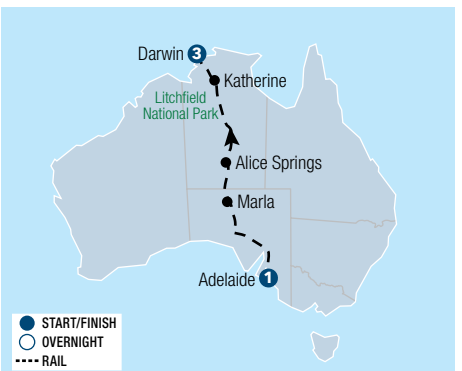 Darwin 3
Katherine
Litchfield
National Park
Alice Springs
Marla
Adelaide 1
START/FINISH
OVERNIGHT
RAIL